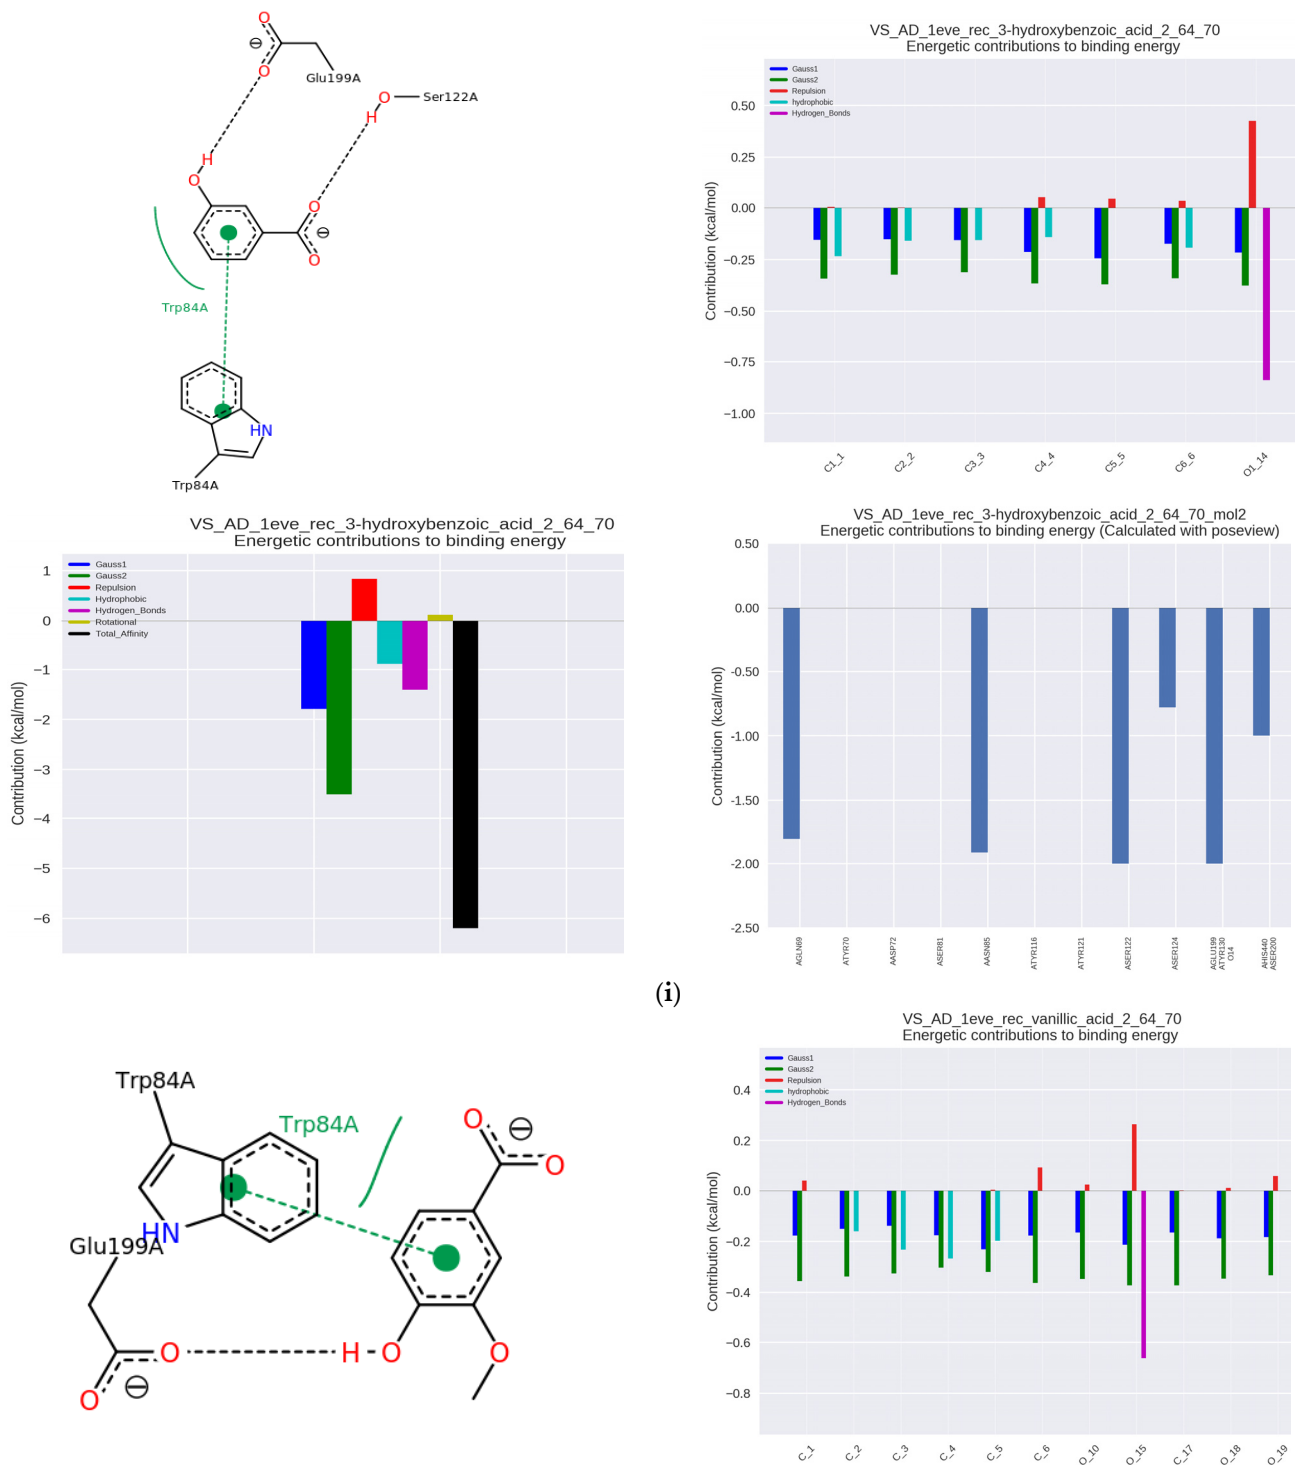 O
⊖
O
Glu199A
O
Ser122A
H
H
O
O
⊖
O
Trp84A
HN
Trp84A
VS_AD_1eve_rec_3-hydroxybenzoic_acid_2_64_70
Energetic contributions to binding energy
Gauss1
Gauss2
Repulsion
hydrophobic
Hydrogen_Bonds
Contribution (kcal/mol)
0.50
0.25
0.00
−0.25
−0.50
−0.75
−1.00
C1_1
C2_2
C3_3
C4_4
C5_5
C6_6
O1_14
VS_AD_1eve_rec_3-hydroxybenzoic_acid_2_64_70
Energetic contributions to binding energy
Gauss1
Gauss2
Repulsion
Hydrophobic
Hydrogen_Bonds
Rotational
Total_Affinity
Contribution (kcal/mol)
1
0
−1
−2
−3
−4
−5
−6
VS_AD_1eve_rec_3-hydroxybenzoic_acid_2_64_70_mol2
Energetic contributions to binding energy (Calculated with poseview)
Contribution (kcal/mol)
0.50
0.00
-0.50
-1.00
-1.50
-2.00
-2.50
AGLN69
ATYR70
AASP72
ASER81
AASN85
ATYR116
ATYR121
ASER122
ASER124
AGLU199
ATYR130
O14
AHIS440
ASER200
(i)
Trp84A
Trp84A
O
⊖
O
HN
Glu199A
O
H
O
O
⊖
O
VS_AD_1eve_rec_vanillic_acid_2_64_70
Energetic contributions to binding energy
Gauss1
Gauss2
Repulsion
hydrophobic
Hydrogen_Bonds
Contribution (kcal/mol)
0.4
0.2
0.0
−0.2
−0.4
−0.6
−0.8
C_1
C_2
C_3
C_4
C_5
C_6
O_10
O_15
C_17
O_18
O_19